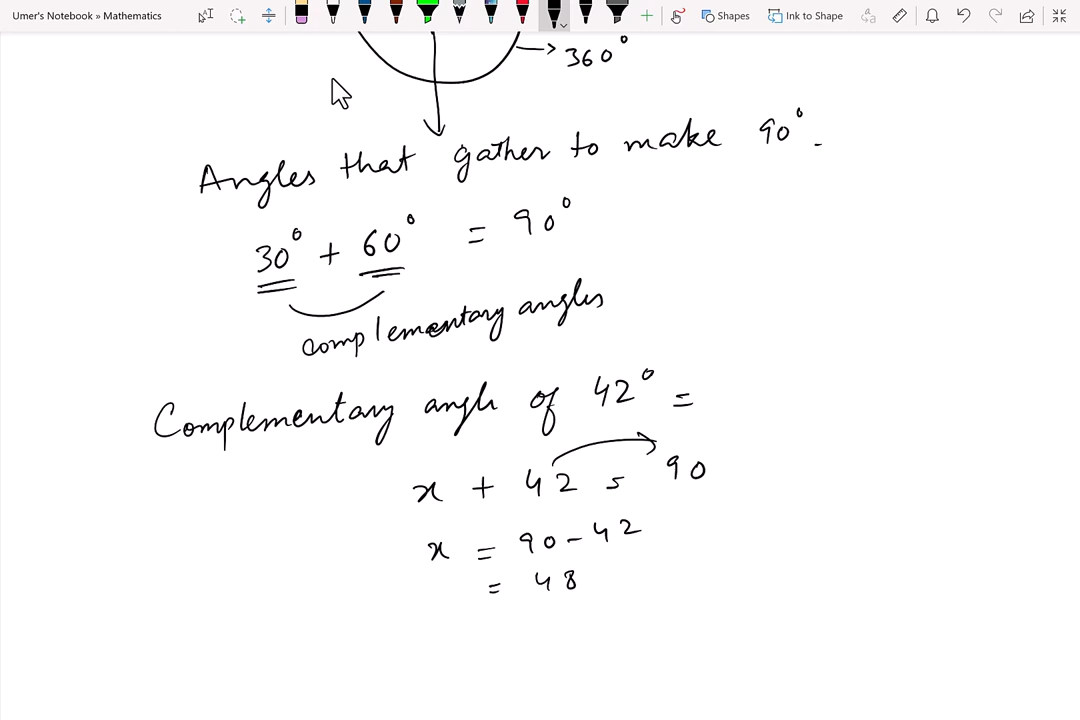 Umer's Notebook » Mathematics
Shapes
Ink to Shape
360°
Angles that gather to make 90°.
30° + 60° = 90°
complementary angles
Complementary angle of 42° =
x + 42 = 90
x = 90 - 42
= 48